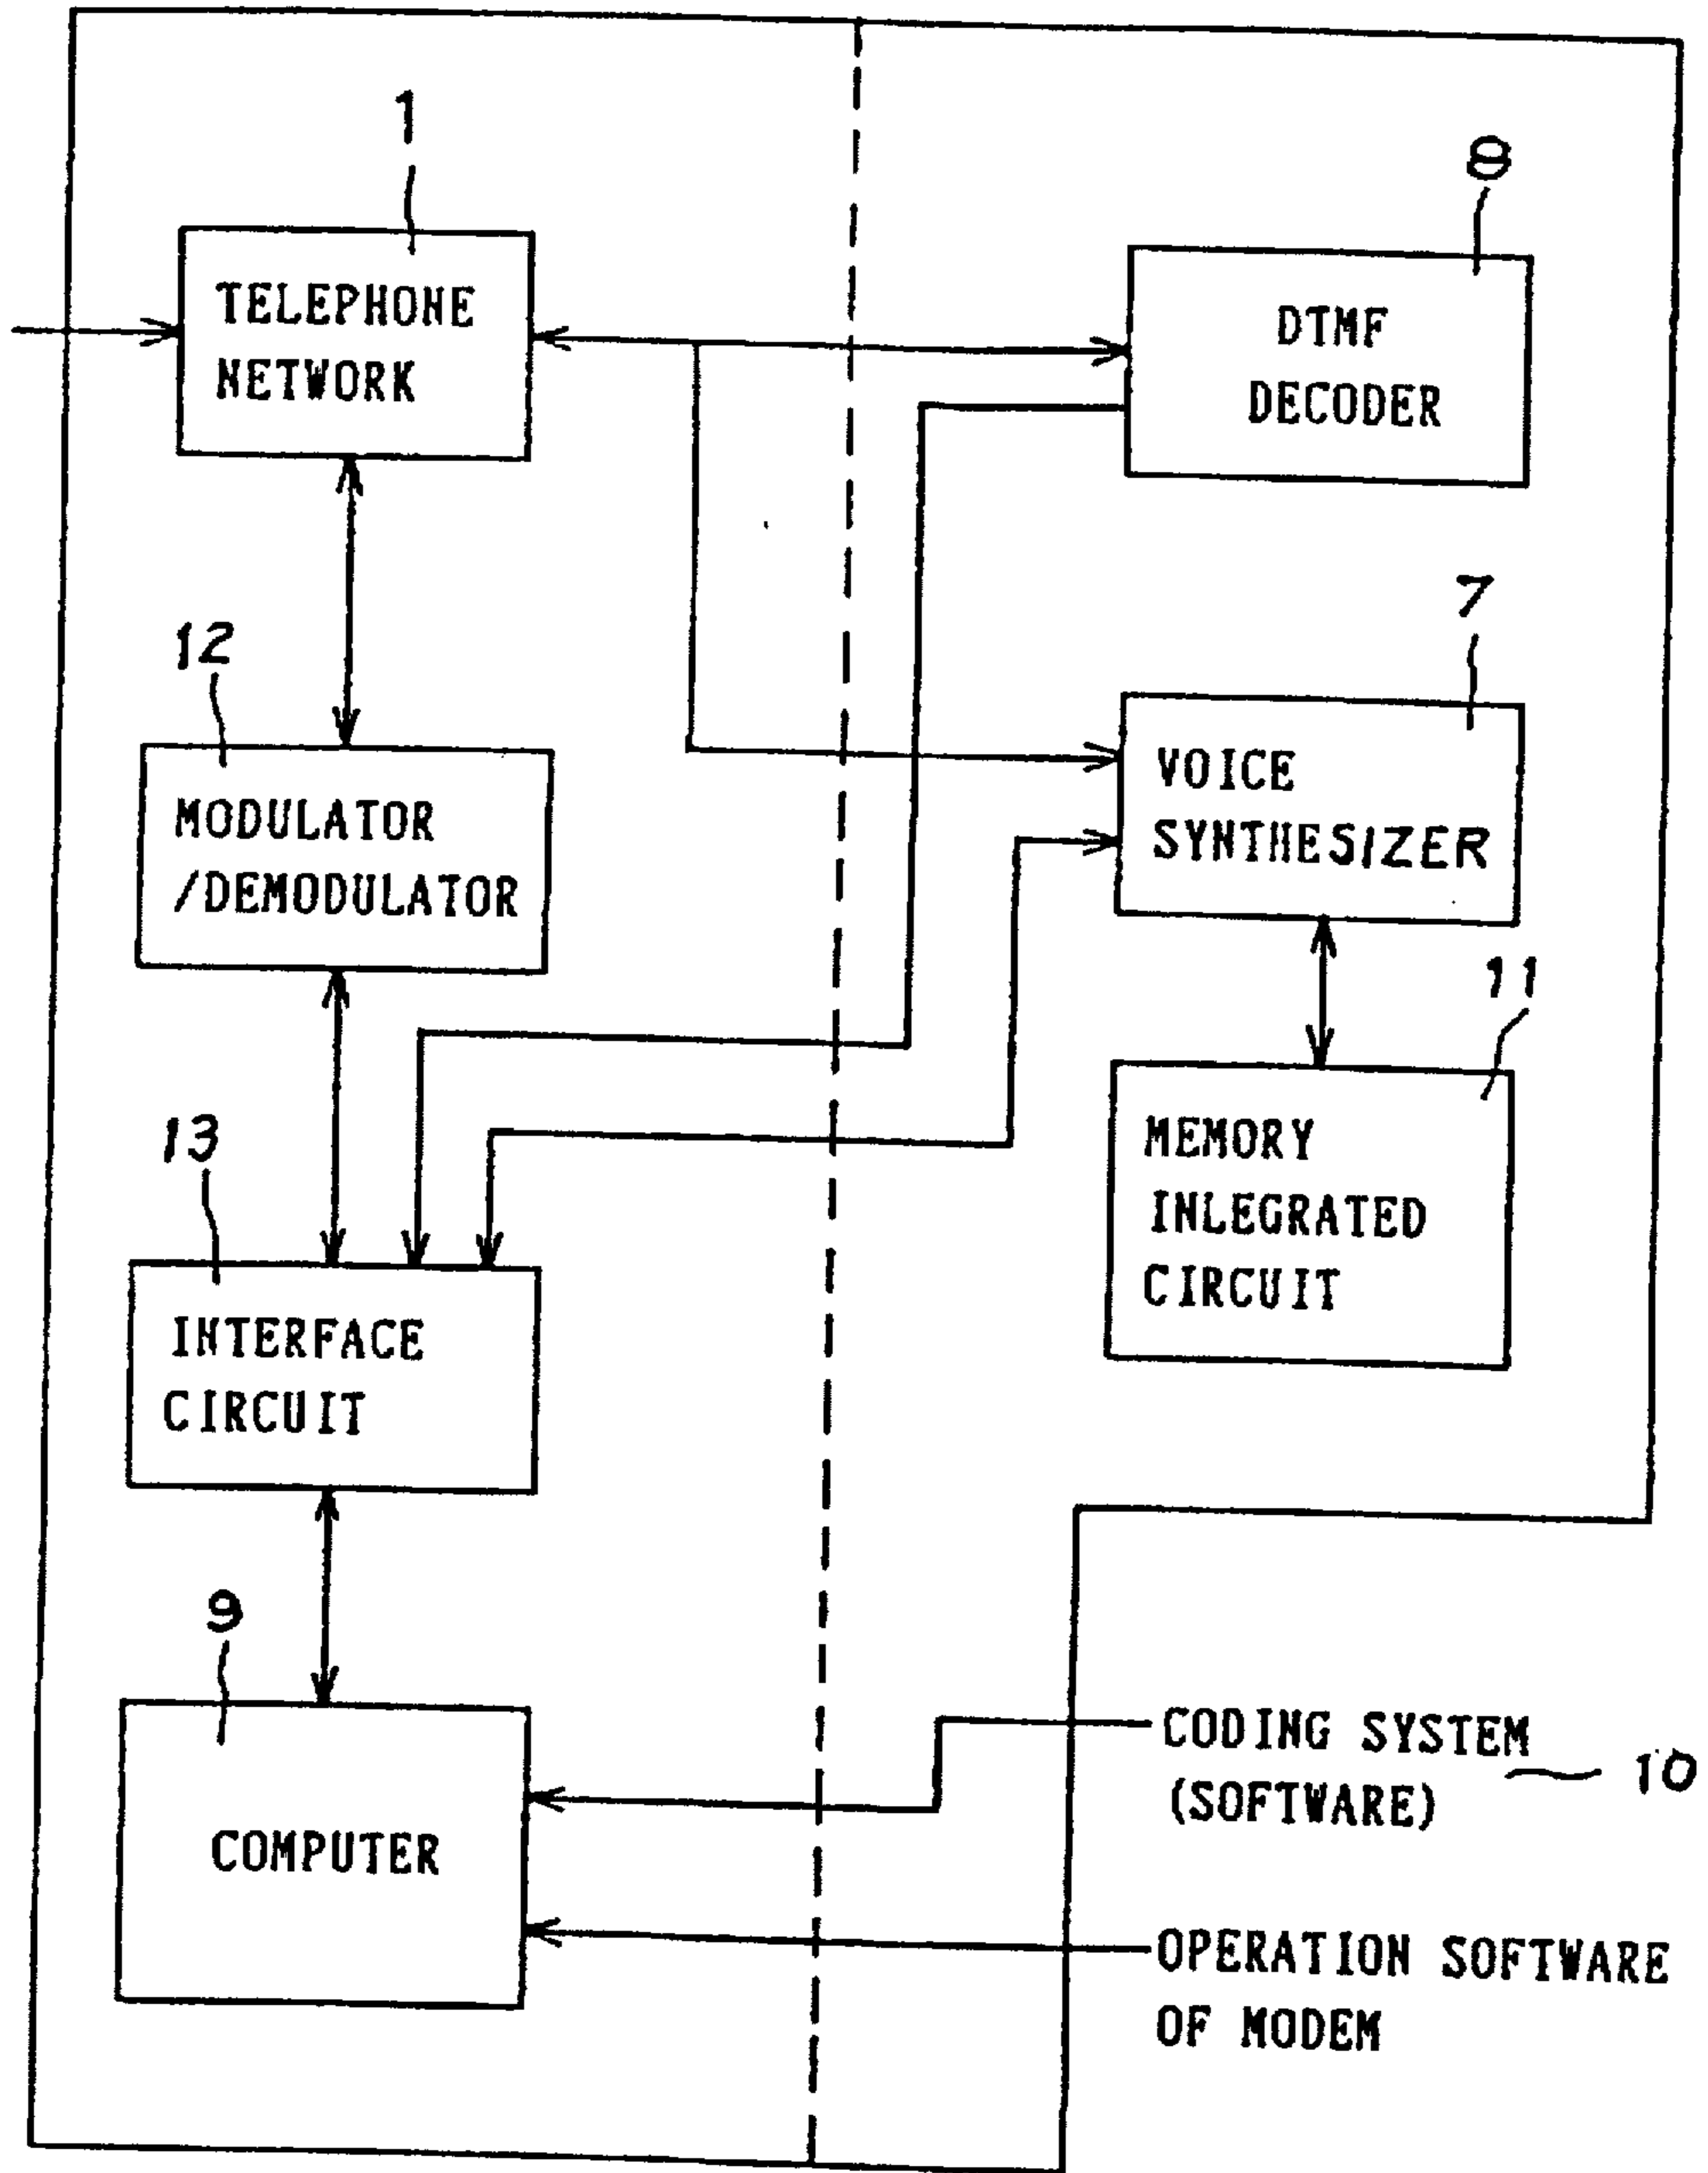 1
TELEPHONE
NETWORK
8
DTMF
DECODER
12
MODULATOR
/DEMODULATOR
7
VOICE
SYNTHESIZER
11
MEMORY
INLEGRATED
CIRCUIT
13
INTERFACE
CIRCUIT
9
COMPUTER
CODING SYSTEM
(SOFTWARE)
10
OPERATION SOFTWARE
OF MODEM